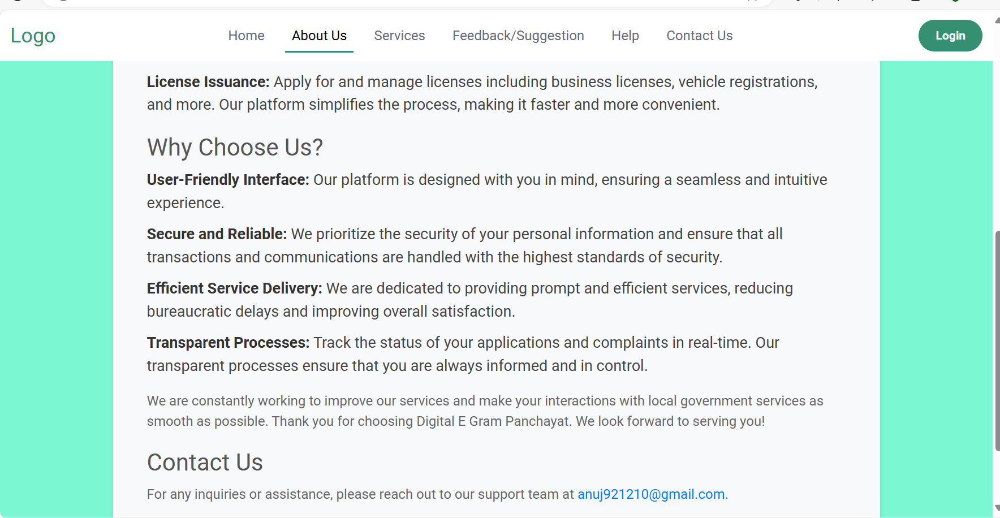 Logo
Home
About Us
Services
Feedback/Suggestion
Help
Contact Us
Login
License Issuance: Apply for and manage licenses including business licenses, vehicle registrations,
and more. Our platform simplifies the process, making it faster and more convenient.
Why Choose Us?
User-Friendly Interface: Our platform is designed with you in mind, ensuring a seamless and intuitive
experience.
Secure and Reliable: We prioritize the security of your personal information and ensure that all
transactions and communications are handled with the highest standards of security.
Efficient Service Delivery: We are dedicated to providing prompt and efficient services, reducing
bureaucratic delays and improving overall satisfaction.
Transparent Processes: Track the status of your applications and complaints in real-time. Our
transparent processes ensure that you are always informed and in control.
We are constantly working to improve our services and make your interactions with local government services as
smooth as possible. Thank you for choosing Digital E Gram Panchayat. We look forward to serving you!
Contact Us
For any inquiries or assistance, please reach out to our support team at anuj921210@gmail.com.